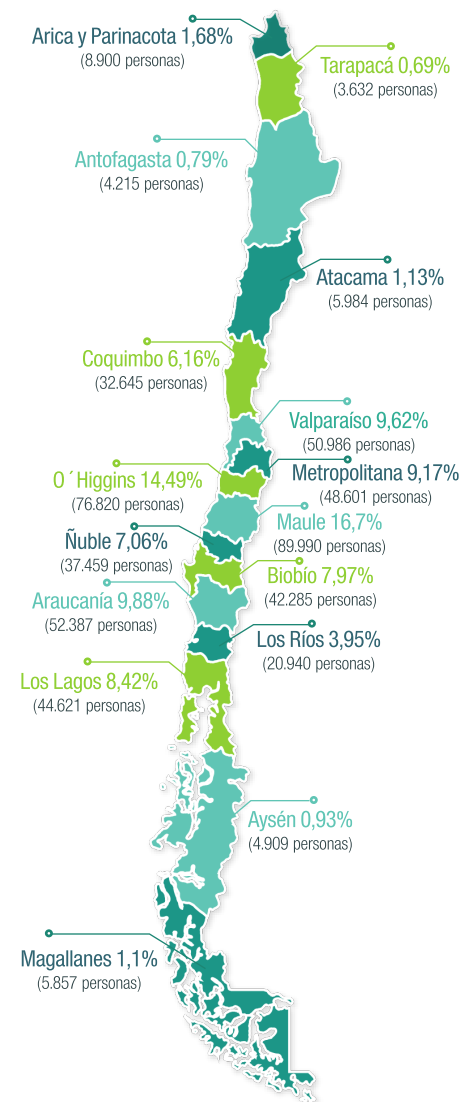 Arica y Parinacota 1,68%
(8.900 personas)
Tarapacá 0,69%
(3.632 personas)
Antofagasta 0,79%
(4.215 personas)
Atacama 1,13%
(5.984 personas)
Coquimbo 6,16%
(32.645 personas)
Valparaíso 9,62%
(50.986 personas)
Metropolitana 9,17%
(48.601 personas)
O´Higgins 14,49%
(76.820 personas)
Maule 16,7%
(89.990 personas)
Ñuble 7,06%
(37.459 personas)
Biobío 7,97%
(42.285 personas)
Araucanía 9,88%
(52.387 personas)
Los Ríos 3,95%
(20.940 personas)
Los Lagos 8,42%
(44.621 personas)
Aysén 0,93%
(4.909 personas)
Magallanes 1,1%
(5.857 personas)